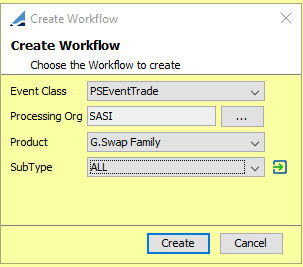 Create Workflow
Create Workflow
Choose the Workflow to create
Event Class PSEventTrade
Processing Org SASI ...
Product G.Swap Family
SubType ALL
Create Cancel